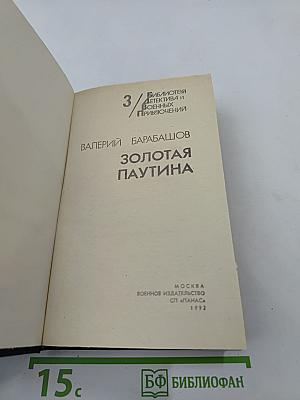 3/
БИБЛИОТЕКА
ДЕТЕКТИВА И
ВОЕННЫХ
ПРИКЛЮЧЕНИЙ
ВАЛЕРИЙ БАРАБАШОВ
ЗОЛОТАЯ
ПАУТИНА
МОСКВА
ВОЕННОЕ ИЗДАТЕЛЬСТВО
СП «ПАНАС»
1992
15с
БФ БИБЛИОФАН